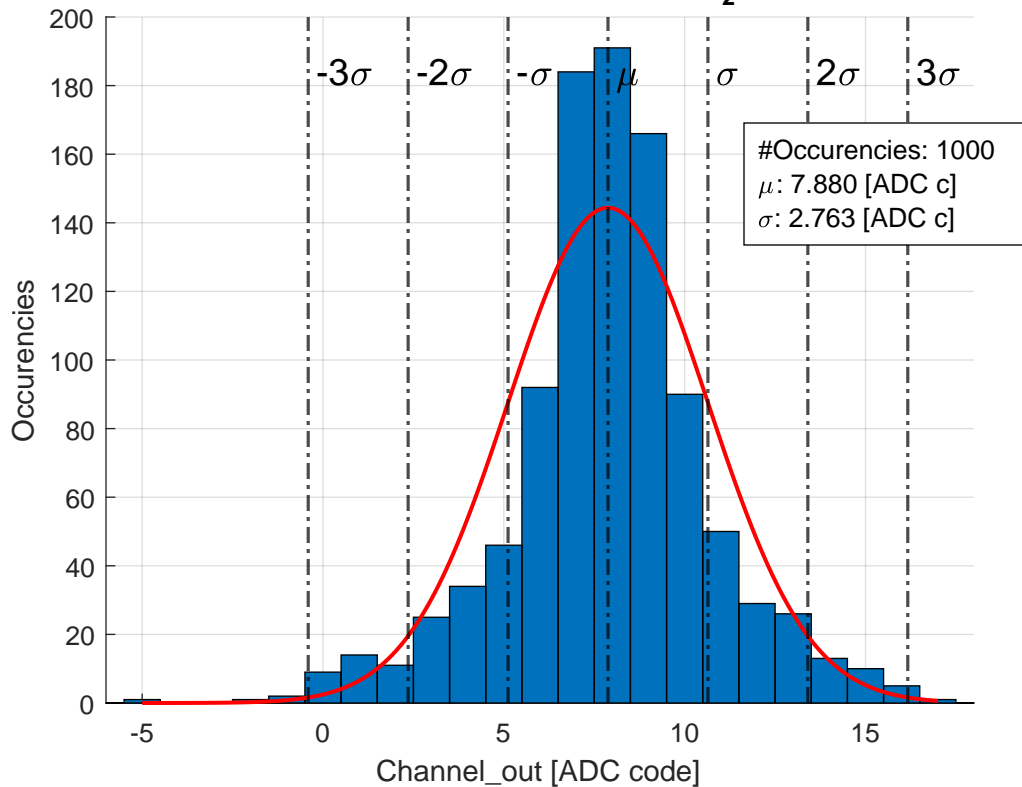 2
200
180
160
140
120
100
80
60
40
20
0
Occurencies
-3σ -2σ -σ μ σ 2σ 3σ
#Occurencies: 1000
μ: 7.880 [ADC c]
σ: 2.763 [ADC c]
-5 0 5 10 15
Channel_out [ADC code]